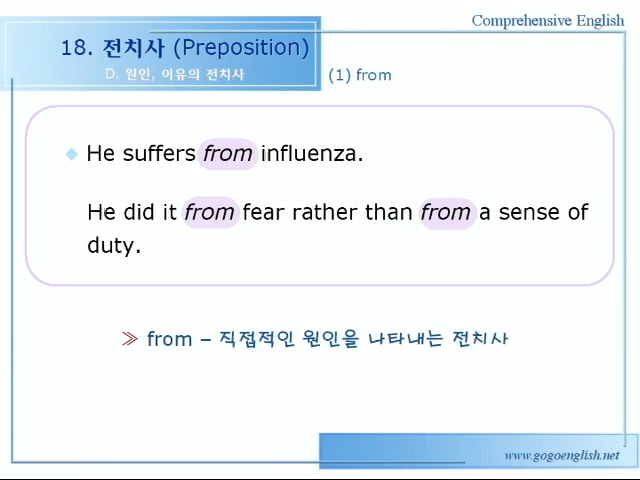 Comprehensive English
18. 전치사 (Preposition)
D. 원인, 이유의 전치사
(1) from
He suffers from influenza.
He did it from fear rather than from a sense of
duty.
≫ from – 직접적인 원인을 나타내는 전치사
www.gogoenglish.net